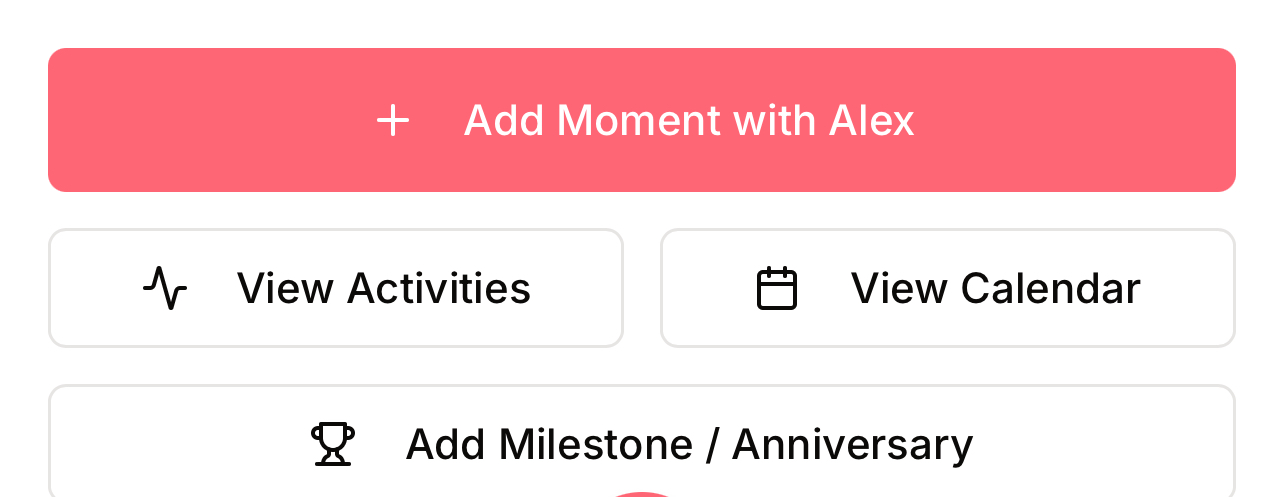 Add Moment with Alex
View Activities
View Calendar
Add Milestone / Anniversary